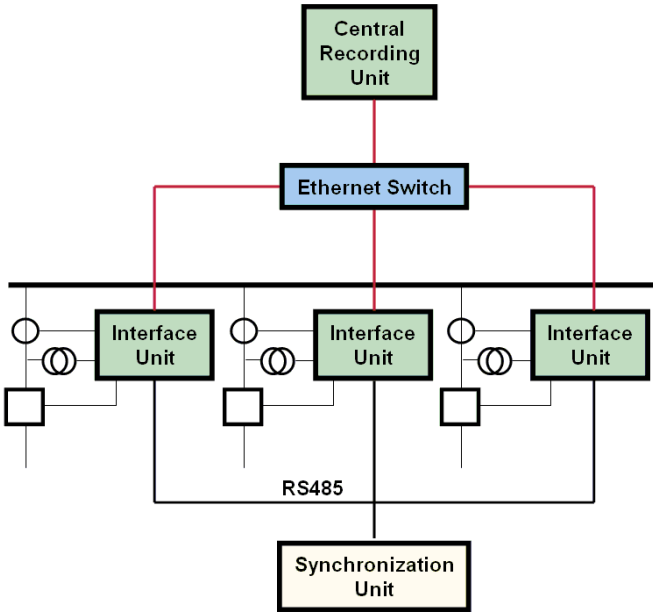 Central
Recording
Unit
Ethernet Switch
Interface
Unit
Interface
Unit
Interface
Unit
RS485
Synchronization
Unit